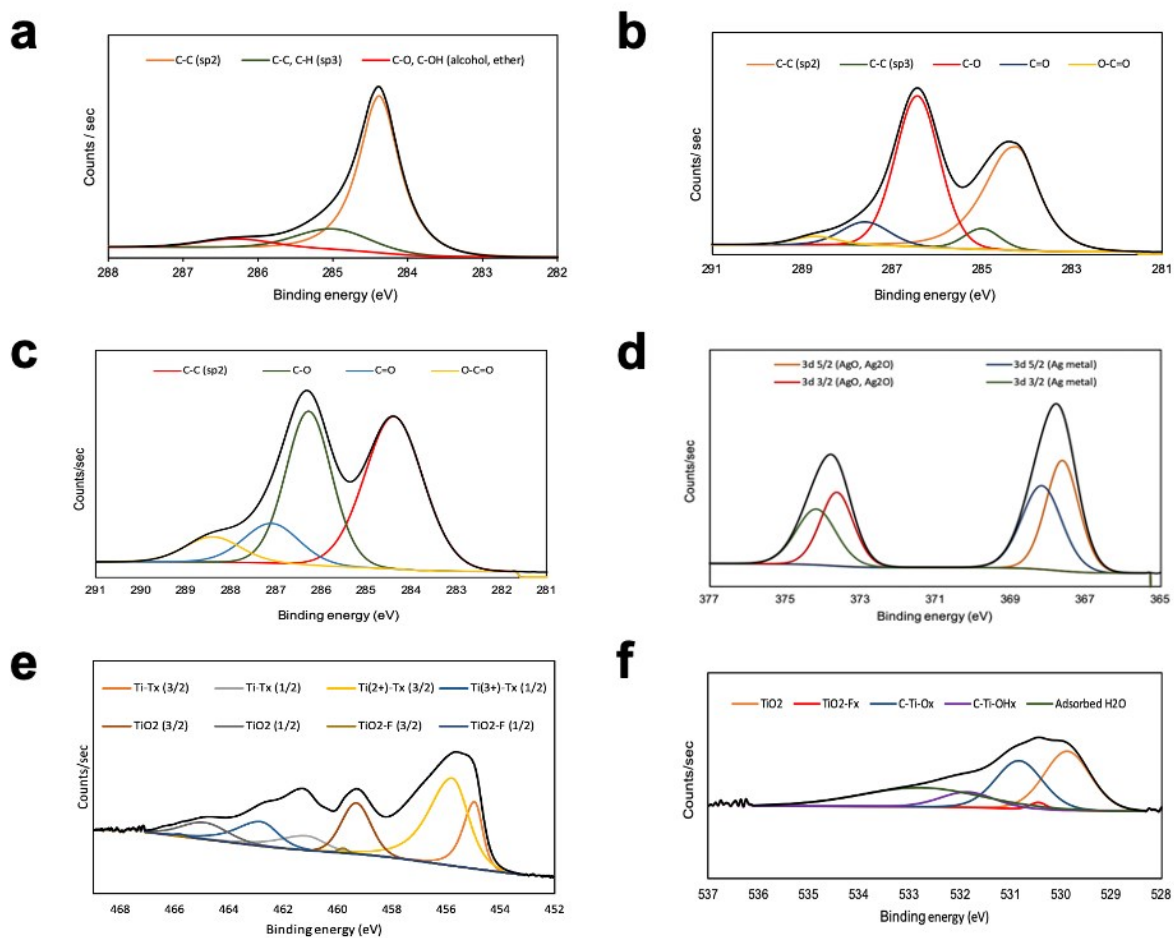 a
C-C (sp2) C-C, C-H (sp3) C-O, C-OH (alcohol, ether)
Counts / sec
288 287 286 285 284 283 282
Binding energy (eV)
b
C-C (sp2) C-C (sp3) C-O C=O O-C=O
Counts/ sec
291 289 287 285 283 281
Binding energy (eV)
c
C-C (sp2) C-O C=O O-C=O
Counts/sec
291 290 289 288 287 286 285 284 283 282 281
Binding energy (eV)
d
3d 5/2 (AgO, Ag2O) 3d 5/2 (Ag metal)
3d 3/2 (AgO, Ag2O) 3d 3/2 (Ag metal)
Counts/sec
377 375 373 371 369 367 365
Binding energy (eV)
e
Ti-Tx (3/2) Ti-Tx (1/2) Ti(2+)-Tx (3/2) Ti(3+)-Tx (1/2)
TiO2 (3/2) TiO2 (1/2) TiO2-F (3/2) TiO2-F (1/2)
Counts/sec
468 466 464 462 460 458 456 454 452
Binding energy (eV)
f
TiO2 TiO2-Fx C-Ti-Ox C-Ti-OHx Adsorbed H2O
Counts/sec
537 536 534 533 532 531 530 529 528
Binding energy (eV)